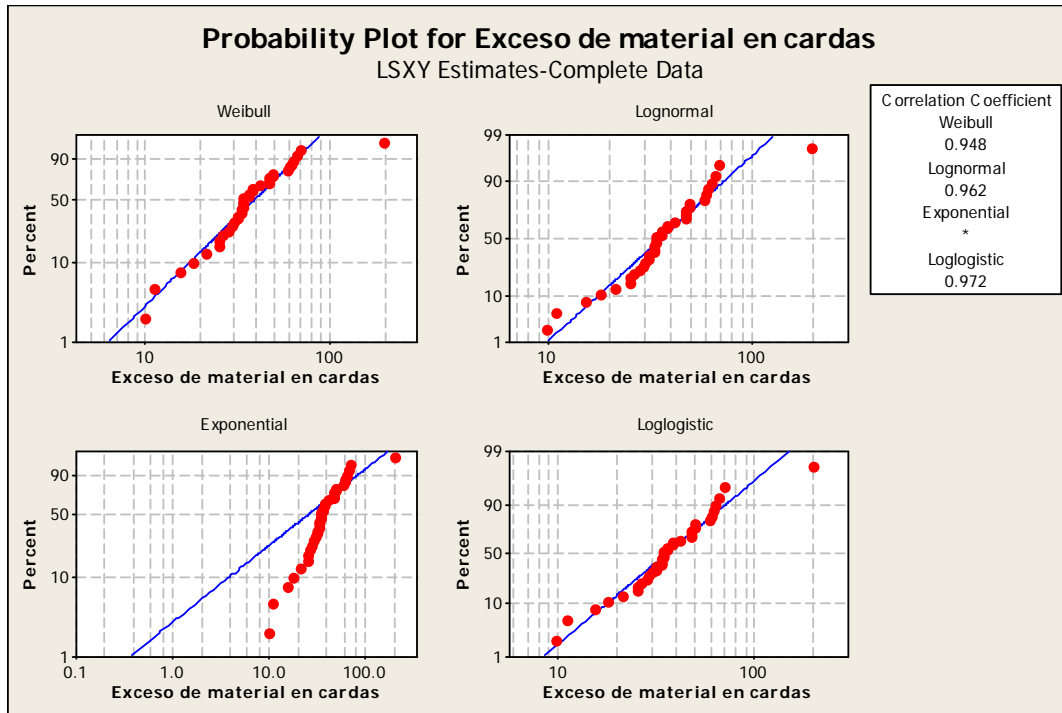 Probability Plot for Exceso de material en cardas
LSXY Estimates-Complete Data
Weibull
Percent
90
50
10
1
10 100
Exceso de material en cardas
Lognormal
Percent
99
90
50
10
1
10 100
Exceso de material en cardas
Correlation Coefficient
Weibull
0.948
Lognormal
0.962
Exponential
*
Loglogistic
0.972
Exponential
Percent
90
50
10
1
0.1 1.0 10.0 100.0
Exceso de material en cardas
Loglogistic
Percent
99
90
50
10
1
10 100
Exceso de material en cardas